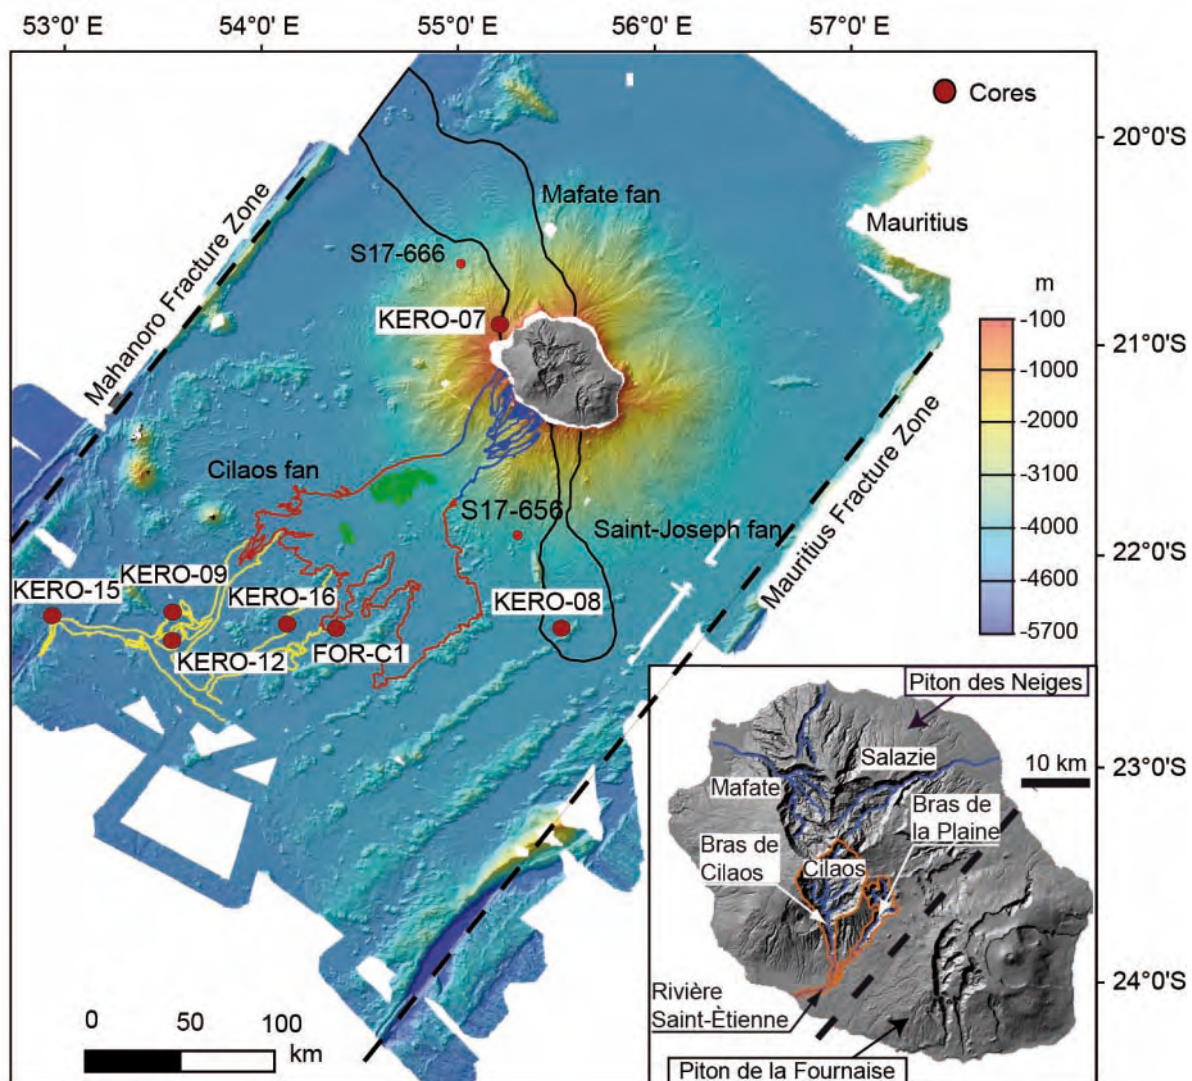 53°0' E
54°0' E
55°0' E
56°0' E
57°0' E
Cores
20°0'S
Mafate fan
Mauritius
Mahanoro Fracture Zone
S17-666
m
KERO-07
-100
21°0'S
-1000
-2000
-3100
-4000
-4600
-5700
Cilaos fan
S17-656
Saint-Joseph fan
Mauritius Fracture Zone
22°0'S
KERO-09
KERO-15
KERO-16
KERO-08
KERO-12
FOR-C1
Piton des Neiges
Salazie
10 km
23°0'S
Mafate
Bras de
la Plaine
Bras de
Cilaos
Cilaos
24°0'S
Rivière
Saint-Ètienne
0
50
100
km
Piton de la Fournaise